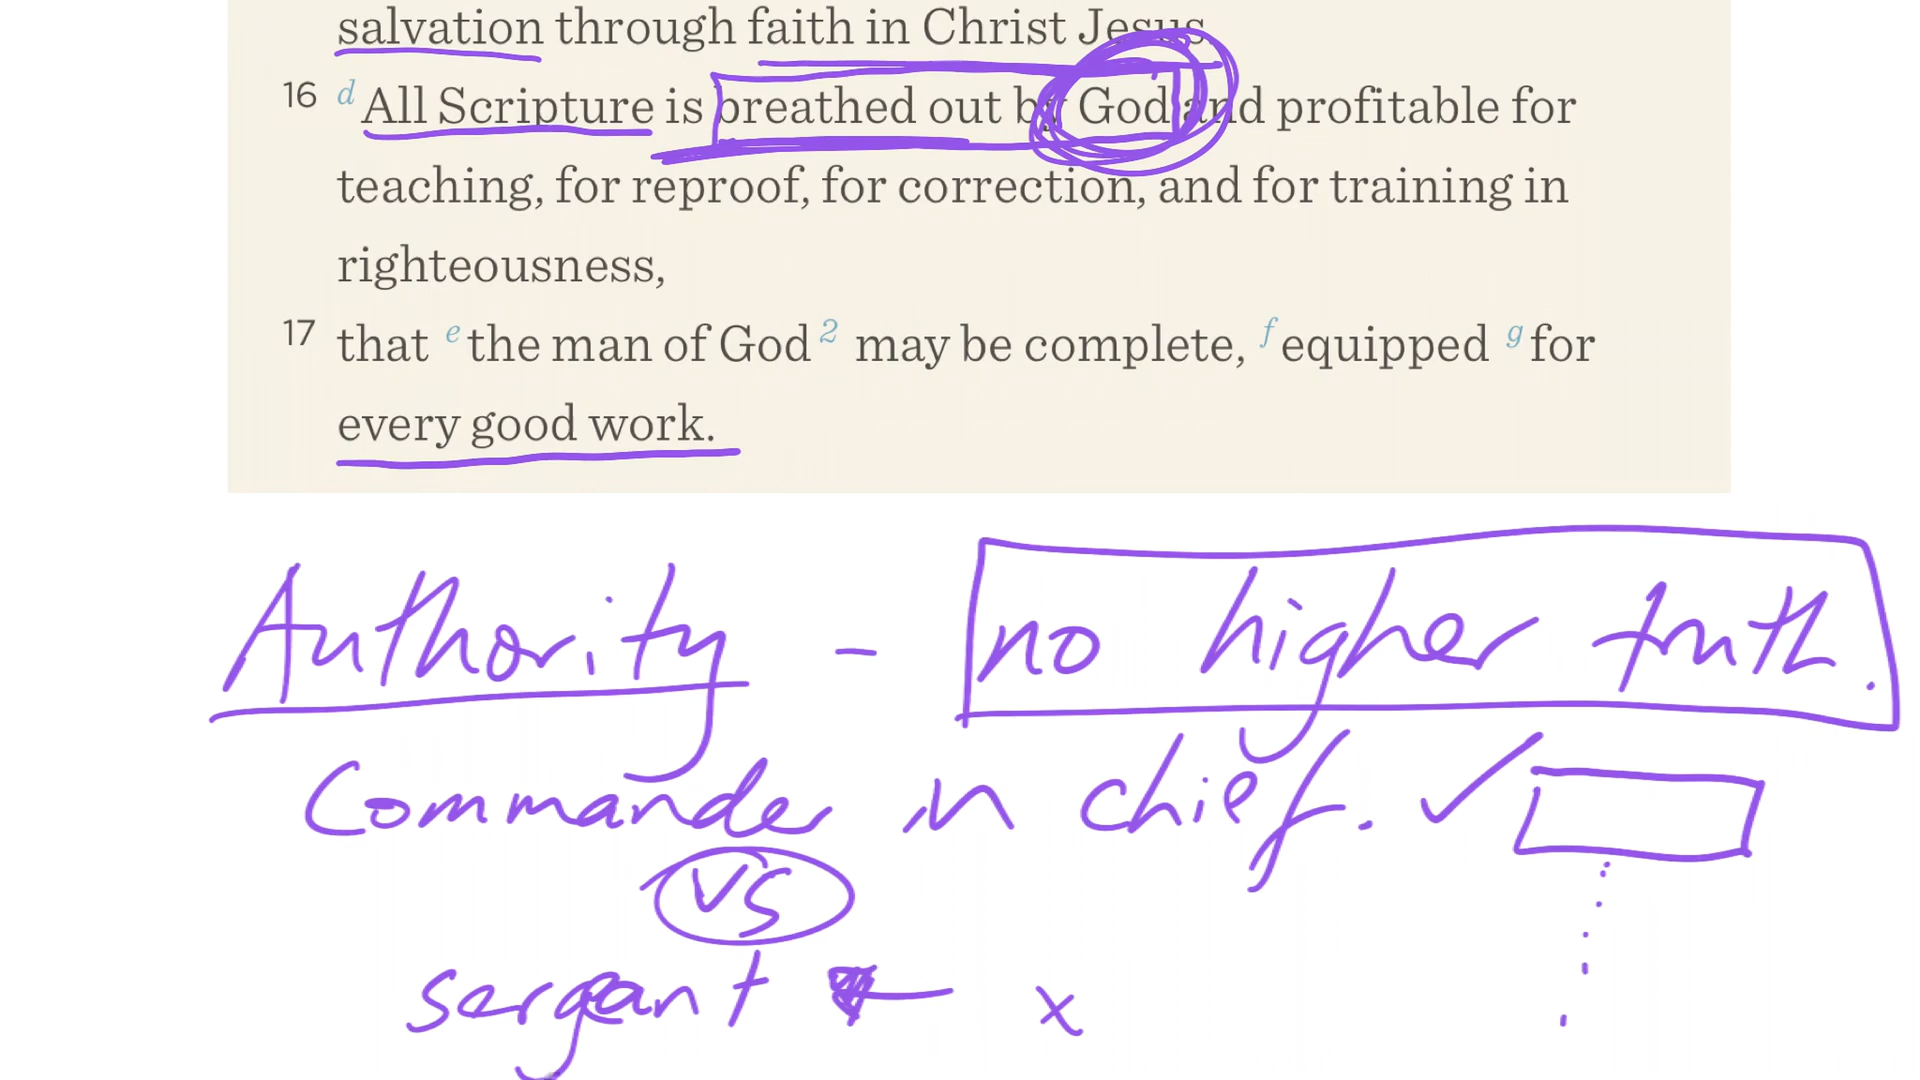 salvation through faith in Christ Jesus.
16 d All Scripture is breathed out by God and profitable for
teaching, for reproof, for correction, and for training in
righteousness,
17 that e the man of God 2 may be complete, f equipped g for
every good work.
Authority - no higher truth.
Commander in chief. ✓
VS
sergeant ← x